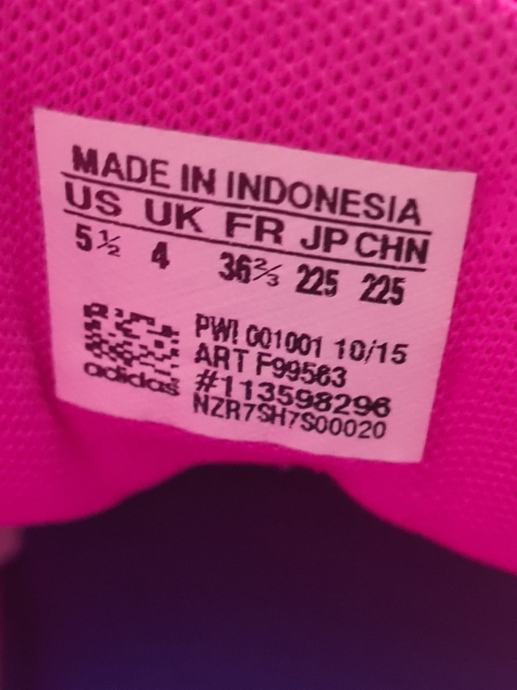 MADE IN INDONESIA
US UK FR JP CHN
5½ 4 36⅔ 225 225
PWI 001001 10/15
ART F99563
#113598296
NZR7SH7S00020
adidas